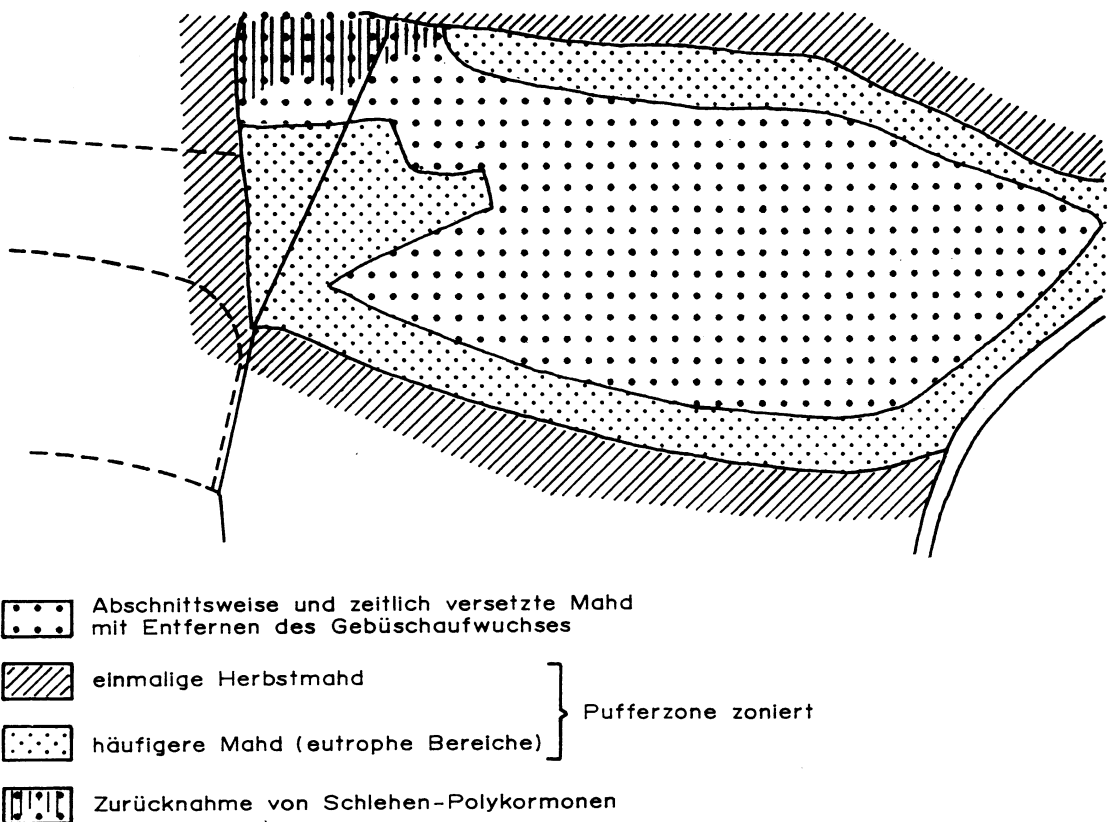 Abschnittsweise und zeitlich versetzte Mahd
mit Entfernen des Gebüschaufwuchses
einmalige Herbstmahd
Pufferzone zoniert
häufigere Mahd (eutrophe Bereiche)
Zurücknahme von Schlehen-Polykormonen